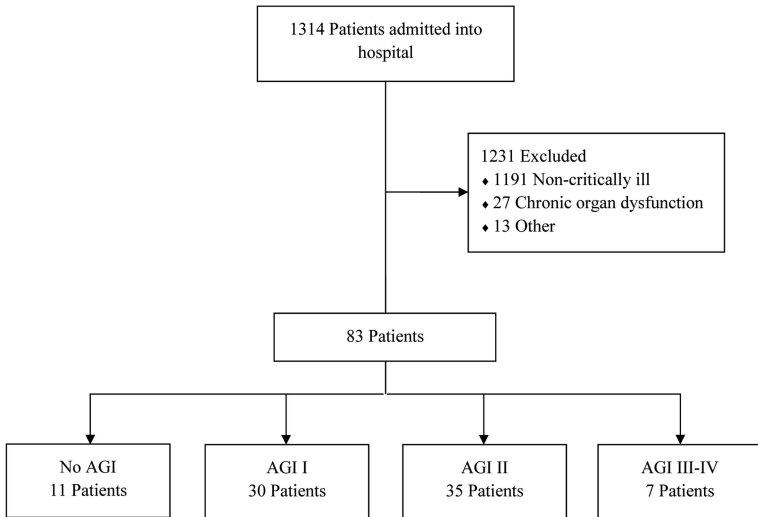 1314 Patients admitted into
hospital
1231 Excluded
♦ 1191 Non-critically ill
♦ 27 Chronic organ dysfunction
♦ 13 Other
83 Patients
No AGI
11 Patients
AGI I
30 Patients
AGI II
35 Patients
AGI III-IV
7 Patients